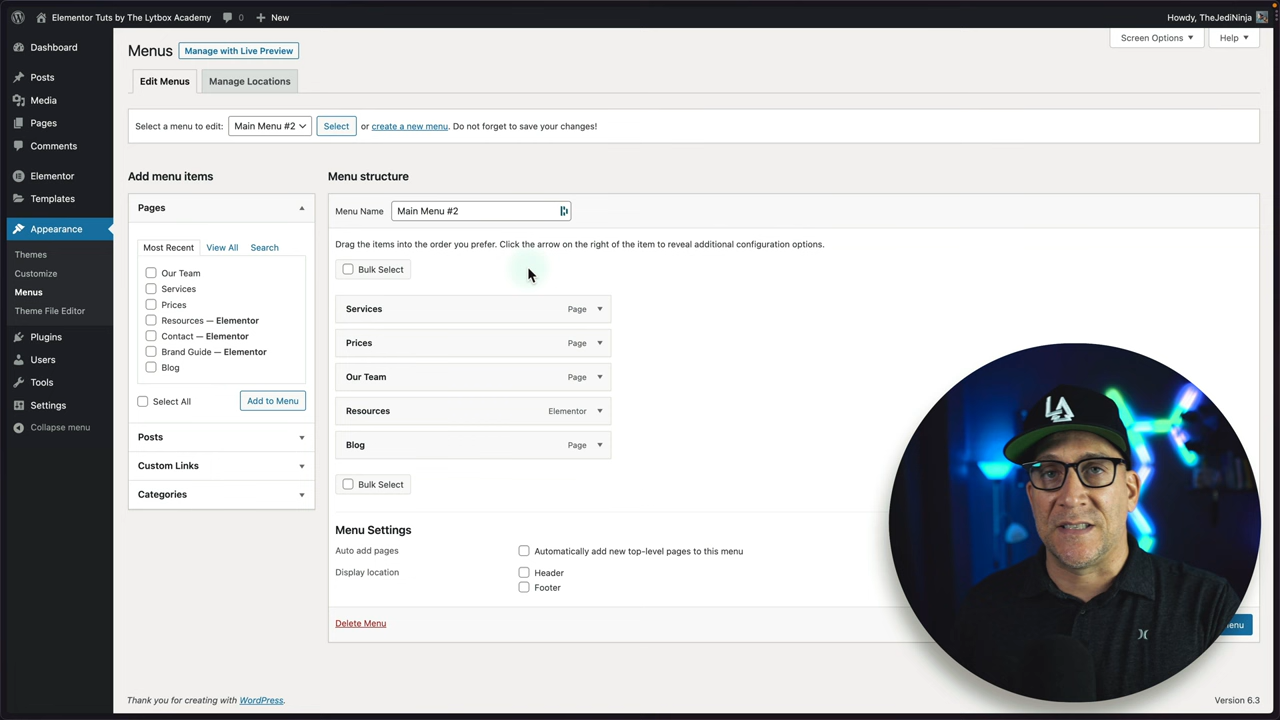 Elementor Tuts by The Lytbox Academy 0 New Howdy, TheJediNinja
Screen Options Help
Dashboard
Posts
Media
Pages
Comments
Elementor
Templates
Appearance
Themes
Customize
Menus
Theme File Editor
Plugins
Users
Tools
Settings
Collapse menu
Menus Manage with Live Preview
Edit Menus Manage Locations
Select a menu to edit: Main Menu #2 Select or create a new menu. Do not forget to save your changes!
Add menu items
Pages
Most Recent View All Search
Our Team
Services
Prices
Resources — Elementor
Contact — Elementor
Brand Guide — Elementor
Blog
Select All Add to Menu
Posts
Custom Links
Categories
Menu structure
Menu Name Main Menu #2
Drag the items into the order you prefer. Click the arrow on the right of the item to reveal additional configuration options.
Bulk Select
Services Page
Prices Page
Our Team Page
Resources Elementor
Blog Page
Bulk Select
Menu Settings
Auto add pages Automatically add new top-level pages to this menu
Display location Header
Footer
Delete Menu
Thank you for creating with WordPress. Version 6.3